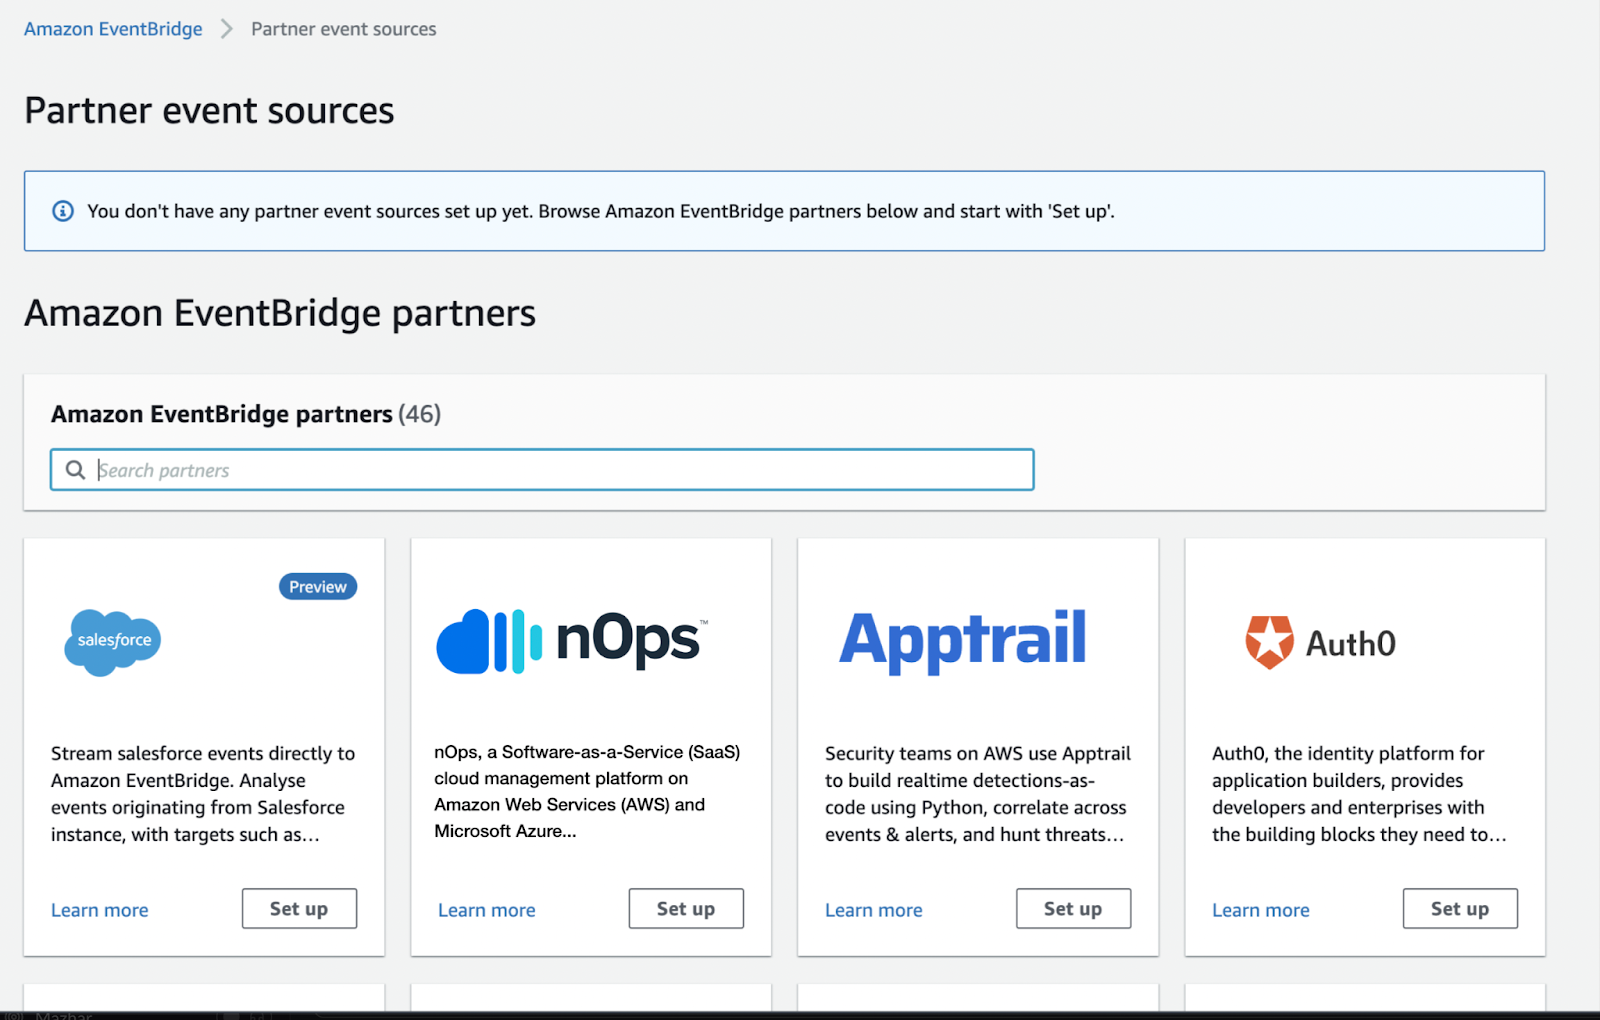 Amazon EventBridge > Partner event sources
Partner event sources
You don't have any partner event sources set up yet. Browse Amazon EventBridge partners below and start with 'Set up'.
Amazon EventBridge partners
Amazon EventBridge partners (46)
Search partners
Preview
salesforce
Stream salesforce events directly to
Amazon EventBridge. Analyse
events originating from Salesforce
instance, with targets such as...
Learn more
Set up
nOps™
nOps, a Software-as-a-Service (SaaS)
cloud management platform on
Amazon Web Services (AWS) and
Microsoft Azure...
Learn more
Set up
Apptrail
Security teams on AWS use Apptrail
to build realtime detections-as-
code using Python, correlate across
events & alerts, and hunt threats...
Learn more
Set up
Auth0
Auth0, the identity platform for
application builders, provides
developers and enterprises with
the building blocks they need to...
Learn more
Set up